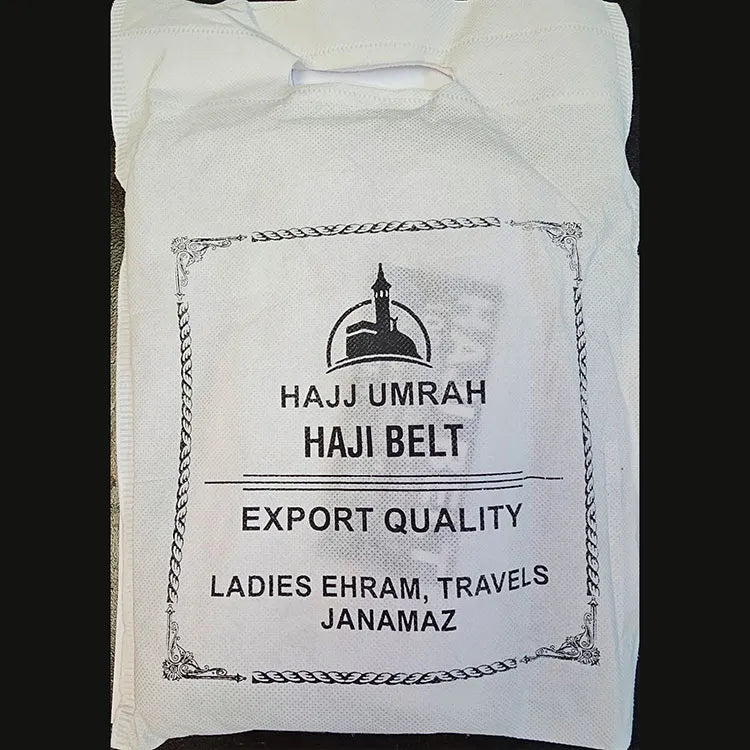 HAJJ UMRAH
HAJI BELT
EXPORT QUALITY
LADIES EHRAM, TRAVELS
JANAMAZ